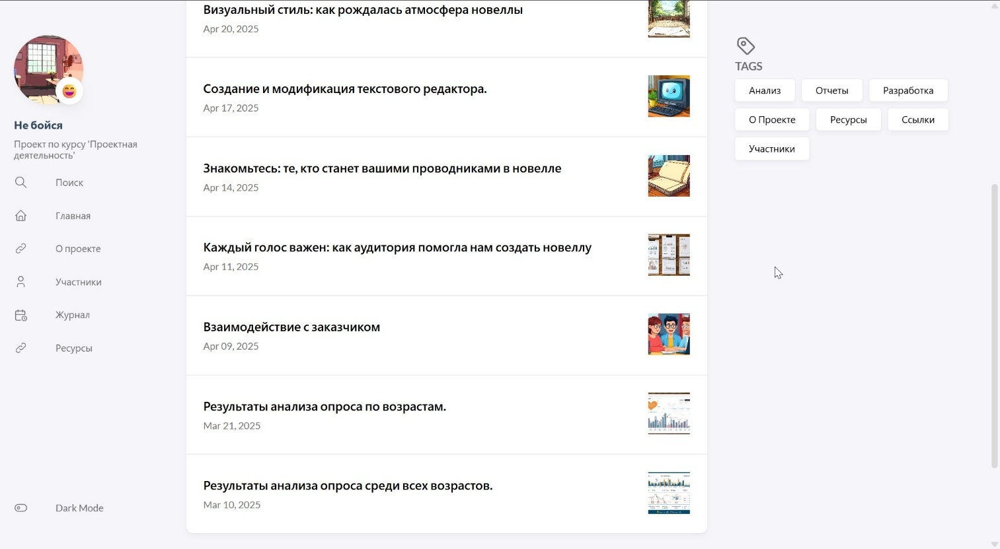 Не бойся
Проект по курсу 'Проектная
деятельность'
Поиск
Главная
О проекте
Участники
Журнал
Ресурсы
Dark Mode
Визуальный стиль: как рождалась атмосфера новеллы
Apr 20, 2025
Создание и модификация текстового редактора.
Apr 17, 2025
Знакомьтесь: те, кто станет вашими проводниками в новелле
Apr 14, 2025
Каждый голос важен: как аудитория помогла нам создать новеллу
Apr 11, 2025
Взаимодействие с заказчиком
Apr 09, 2025
Результаты анализа опроса по возрастам.
Mar 21, 2025
Результаты анализа опроса среди всех возрастов.
Mar 10, 2025
TAGS
Анализ Отчеты Разработка
О Проекте Ресурсы Ссылки
Участники